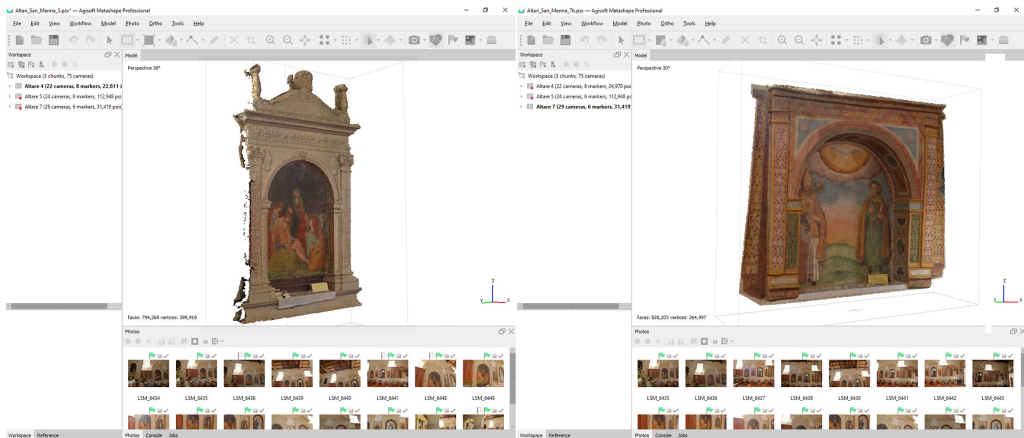 Altari_San_Menna_5.psx* — Agisoft Metashape Professional
File Edit View Workflow Model Photo Ortho Tools Help
Workspace
Workspace (3 chunks, 75 cameras)
Altare 4 (22 cameras, 8 markers, 22,611
Altare 5 (24 cameras, 6 markers, 112,948 poi
Altare 7 (29 cameras, 6 markers, 31,419 poi
Model
Perspective 30°
Z
Y X
faces: 794,268 vertices: 399,918
Photos
LSM_6434 LSM_6435 LSM_6436 LSM_6439 LSM_6440 LSM_6441 LSM_6448 LSM_6449
Workspace Reference
Photos Console Jobs
Altari_San_Menna_7b.psx — Agisoft Metashape Professional
File Edit View Workflow Model Photo Ortho Tools Help
Workspace
Workspace (3 chunks, 75 cameras)
Altare 4 (22 cameras, 8 markers, 24,970 poi
Altare 5 (24 cameras, 6 markers, 112,948 poi
Altare 7 (29 cameras, 6 markers, 31,419
Model
Perspective 30°
Z
Y X
faces: 528,203 vertices: 264,997
Photos
LSM_6435 LSM_6436 LSM_6437 LSM_6438 LSM_6439 LSM_6441 LSM_6442 LSM_6443
Workspace Reference
Photos Console Jobs